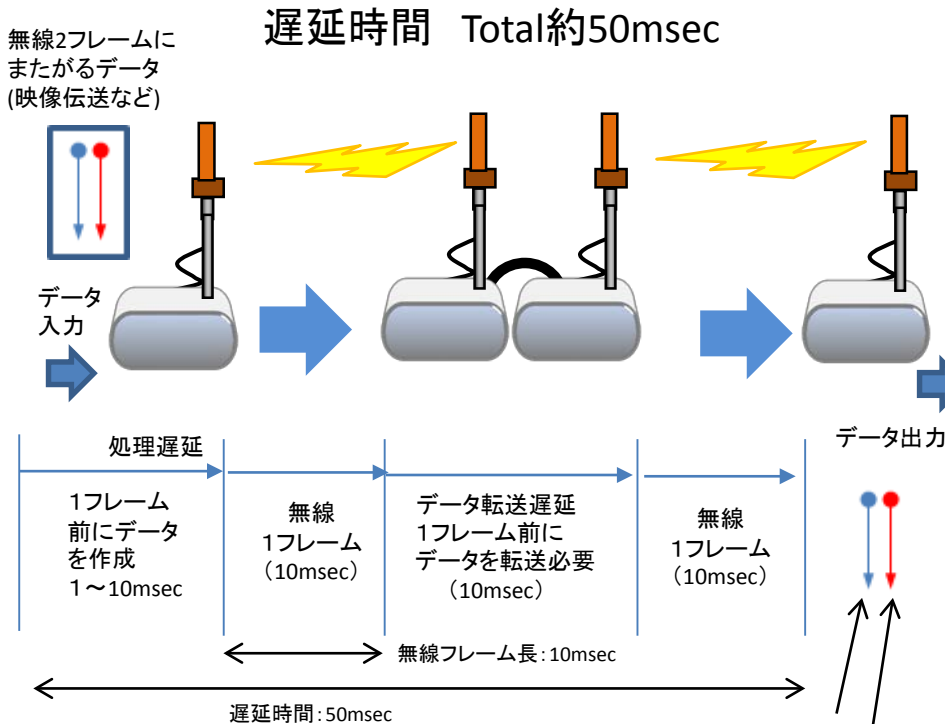 遅延時間 Total約50msec
無線2フレームに
またがるデータ
(映像伝送など)
データ
入力
データ出力
処理遅延
1フレーム
前にデータ
を作成
1～10msec
無線
1フレーム
(10msec)
データ転送遅延
1フレーム前に
データを転送必要
(10msec)
無線
1フレーム
(10msec)
無線フレーム長：10msec
遅延時間：50msec